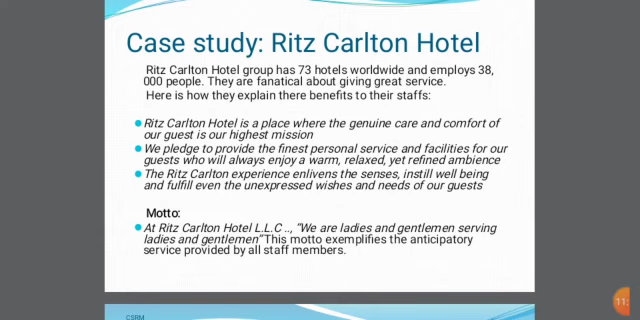 Case study: Ritz Carlton Hotel
Ritz Carlton Hotel group has 73 hotels worldwide and employs 38,
000 people. They are fanatical about giving great service.
Here is how they explain there benefits to their staffs:
Ritz Carlton Hotel is a place where the genuine care and comfort of
our guest is our highest mission
We pledge to provide the finest personal service and facilities for our
guests who will always enjoy a warm, relaxed, yet refined ambience
The Ritz Carlton experience enlivens the senses, instill well being
and fulfill even the unexpressed wishes and needs of our guests
Motto:
At Ritz Carlton Hotel L.L.C .., “We are ladies and gentlemen serving
ladies and gentlemen” This motto exemplifies the anticipatory
service provided by all staff members.
CSRM
11: